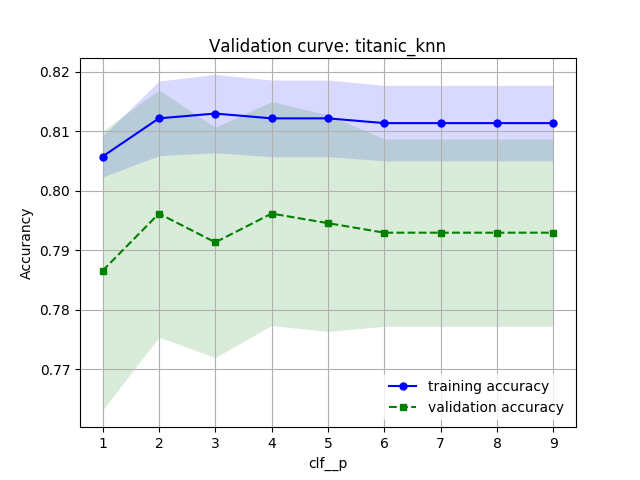 Validation curve: titanic_knn
0.82
0.81
0.80
0.79
0.78
0.77
Accurancy
1 2 3 4 5 6 7 8 9
clf__p
training accuracy
validation accuracy